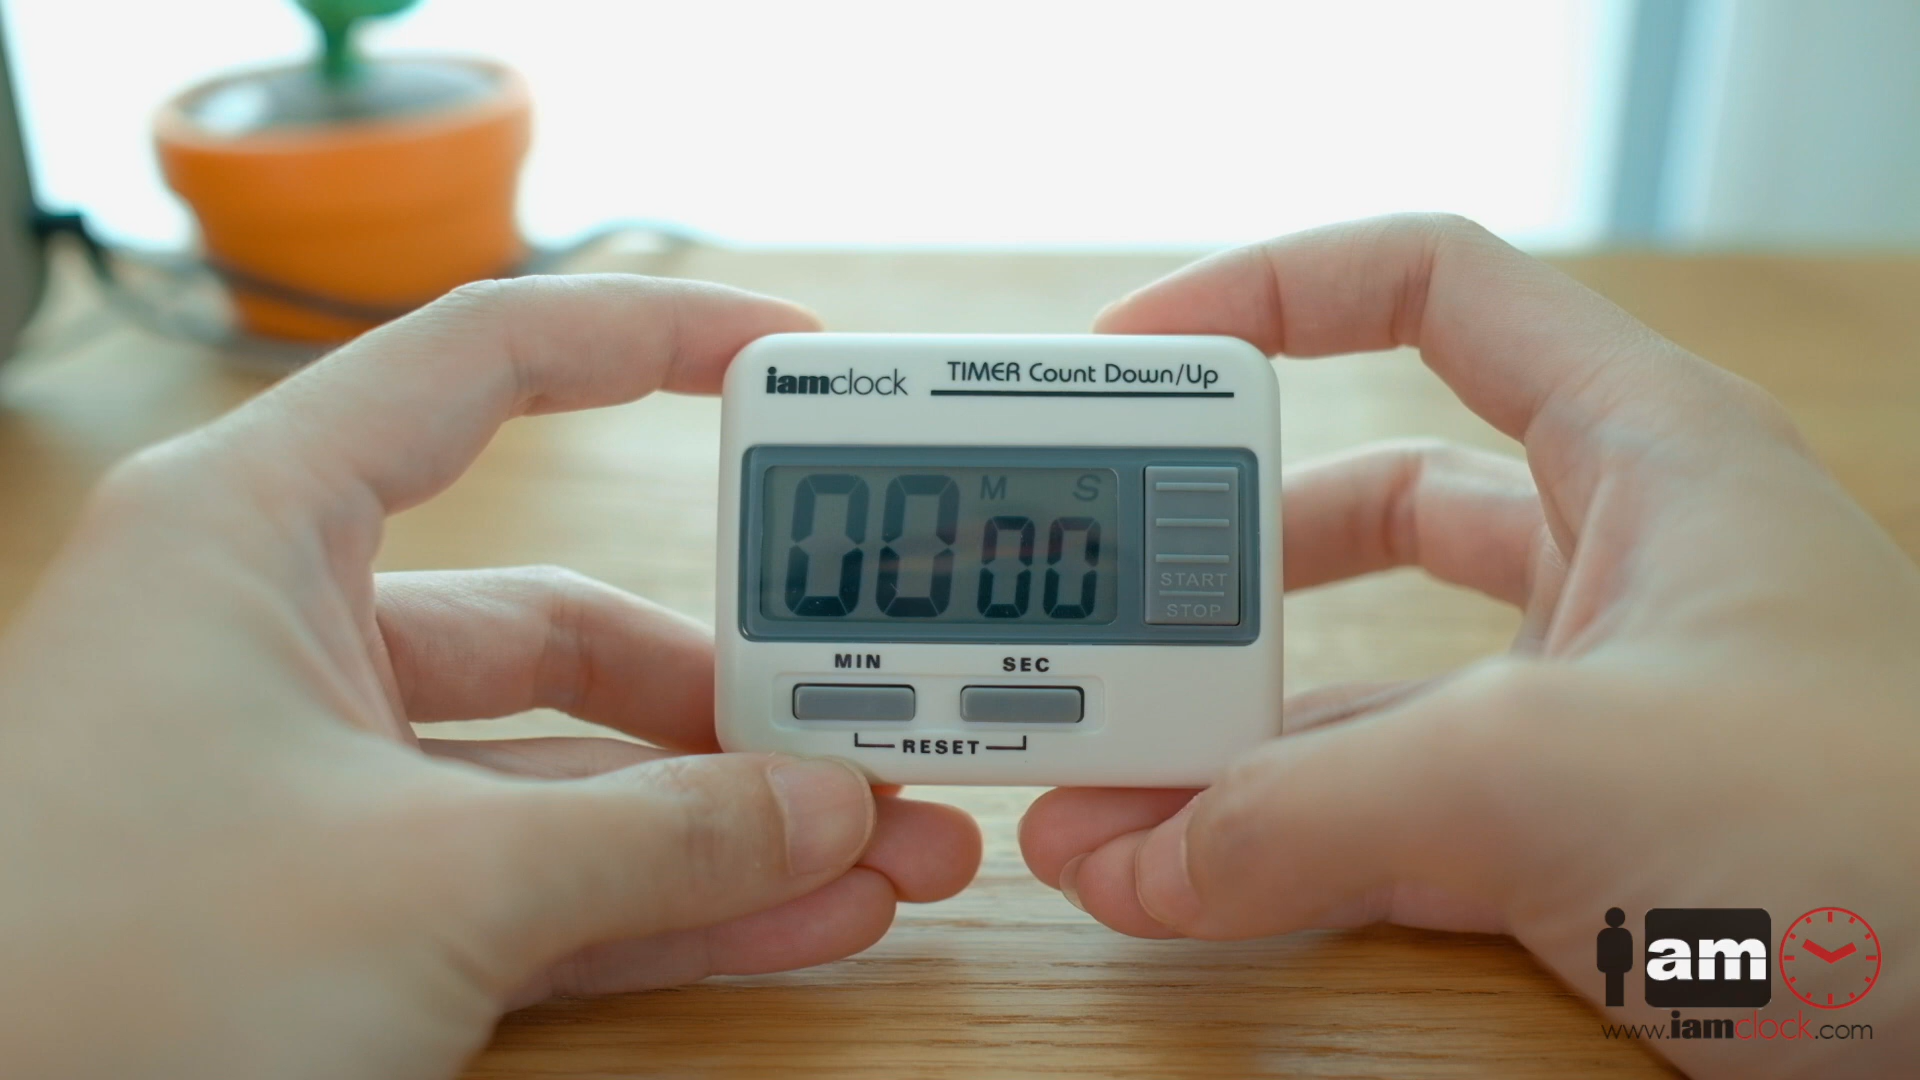 iamclock TIMER Count Down/Up
M S
00 00
START
STOP
MIN SEC
RESET
i am
www.iamclock.com